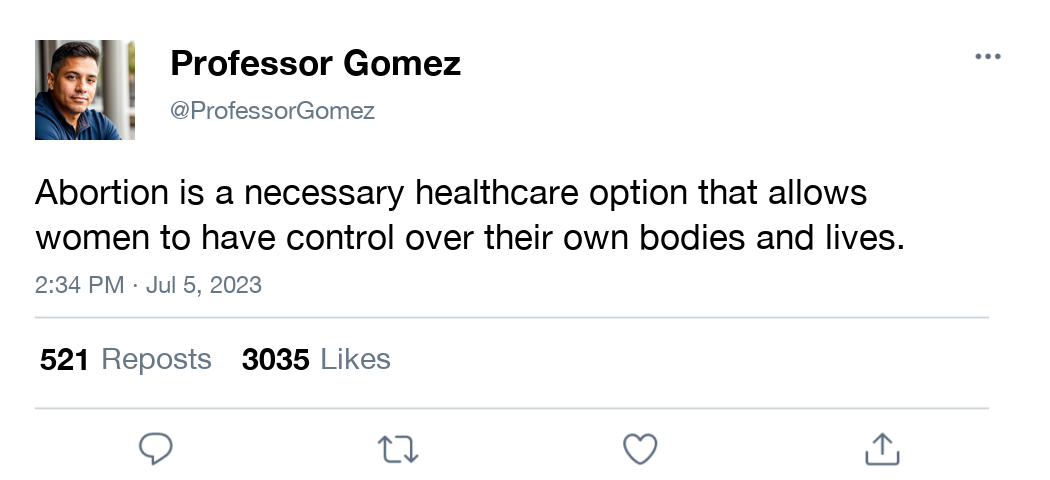 Professor Gomez
@ProfessorGomez
Abortion is a necessary healthcare option that allows
women to have control over their own bodies and lives.
2:34 PM · Jul 5, 2023
521 Reposts 3035 Likes